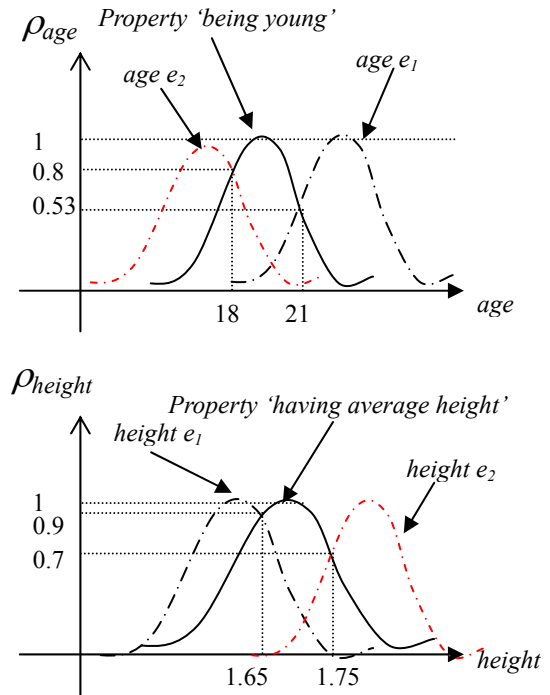 ρage
Property ‘being young’
age e2
age e1
1
0.8
0.53
18
21
age
ρheight
Property ‘having average height’
height e1
height e2
1
0.9
0.7
1.65
1.75
height